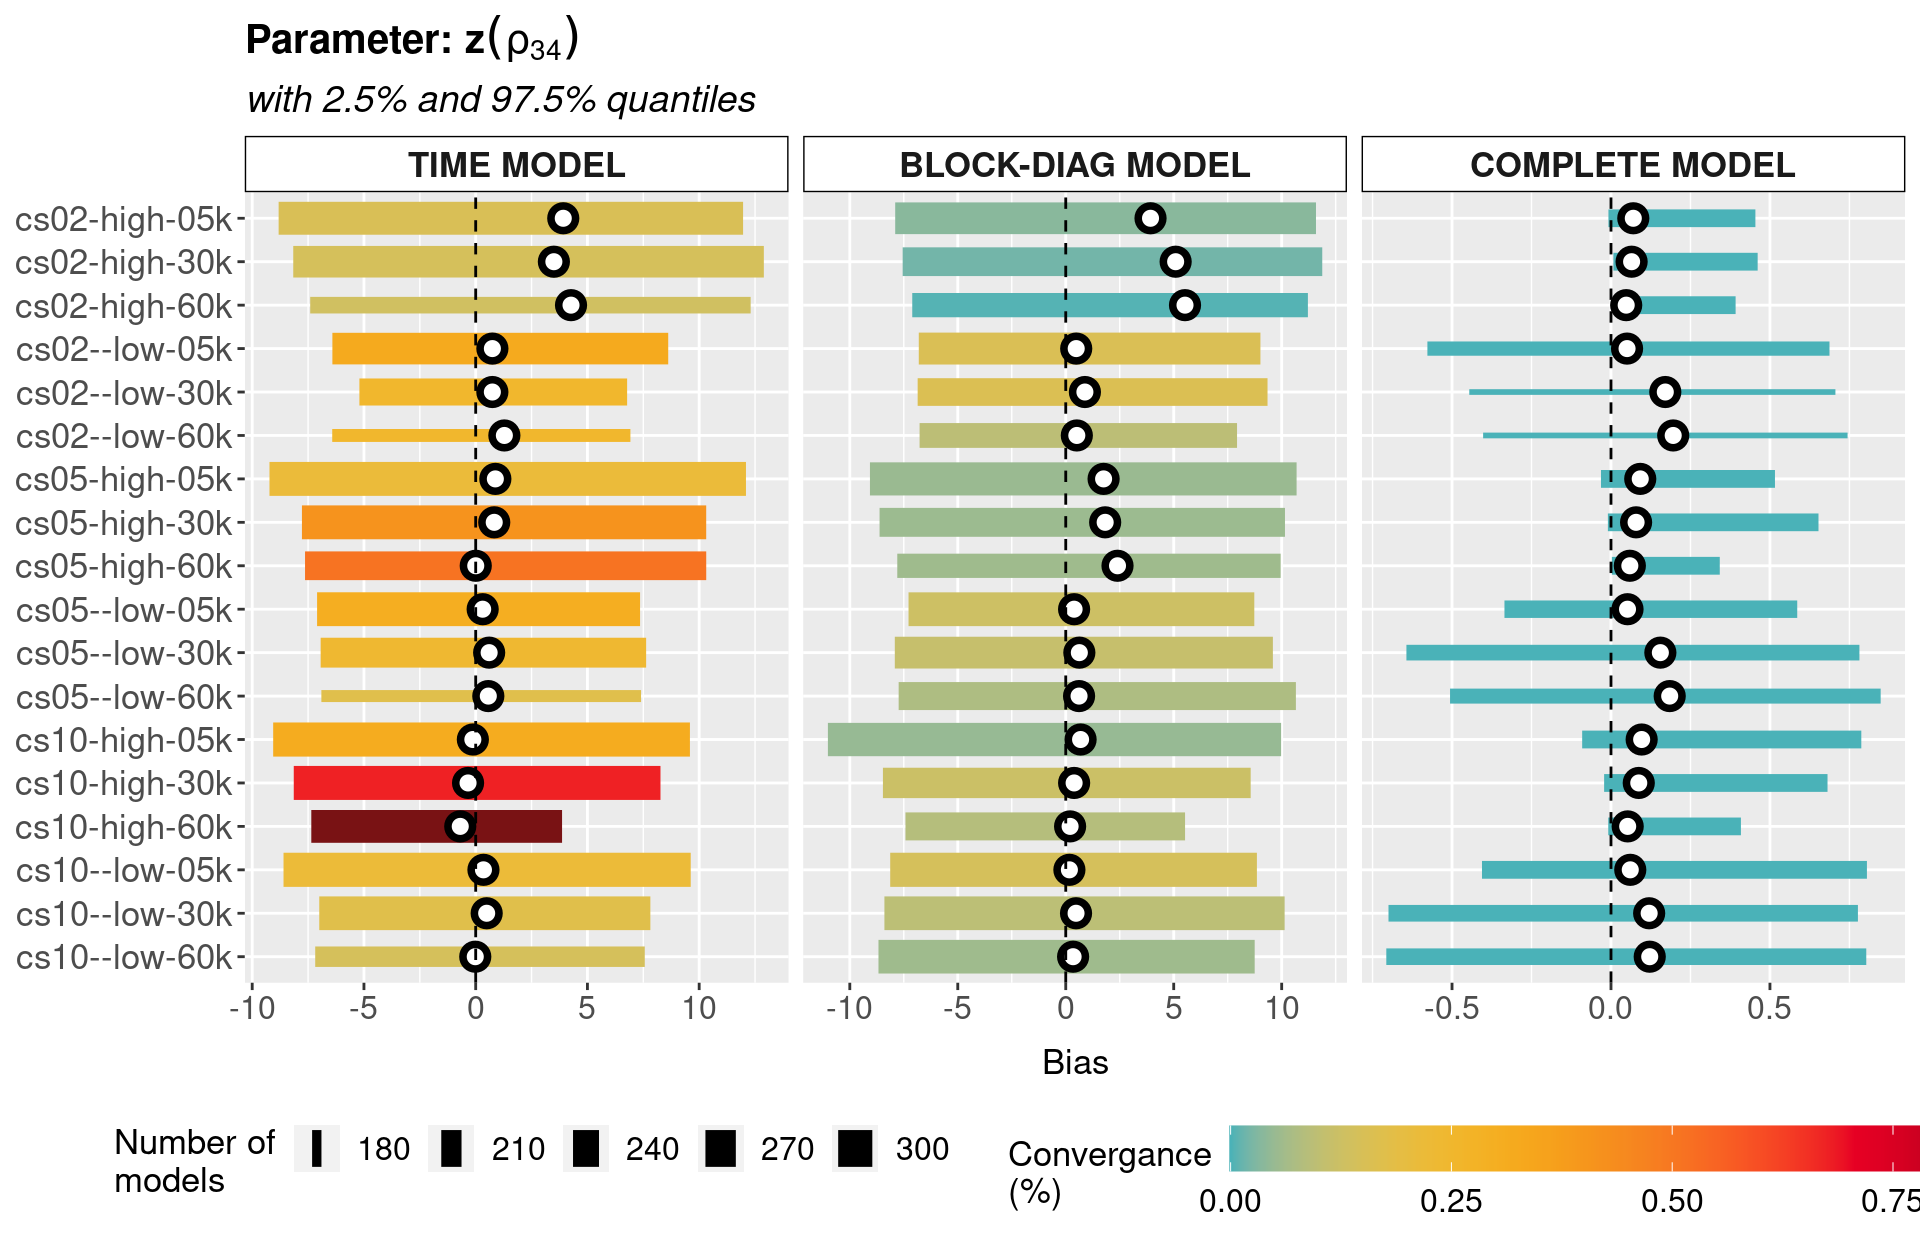 Parameter: z(ρ34)
with 2.5% and 97.5% quantiles
TIME MODEL BLOCK-DIAG MODEL COMPLETE MODEL
cs02-high-05k
cs02-high-30k
cs02-high-60k
cs02--low-05k
cs02--low-30k
cs02--low-60k
cs05-high-05k
cs05-high-30k
cs05-high-60k
cs05--low-05k
cs05--low-30k
cs05--low-60k
cs10-high-05k
cs10-high-30k
cs10-high-60k
cs10--low-05k
cs10--low-30k
cs10--low-60k
-10 -5 0 5 10 -10 -5 0 5 10 -0.5 0.0 0.5
Bias
Number of
models
180 210 240 270 300
Convergance
(%)
0.00 0.25 0.50 0.75